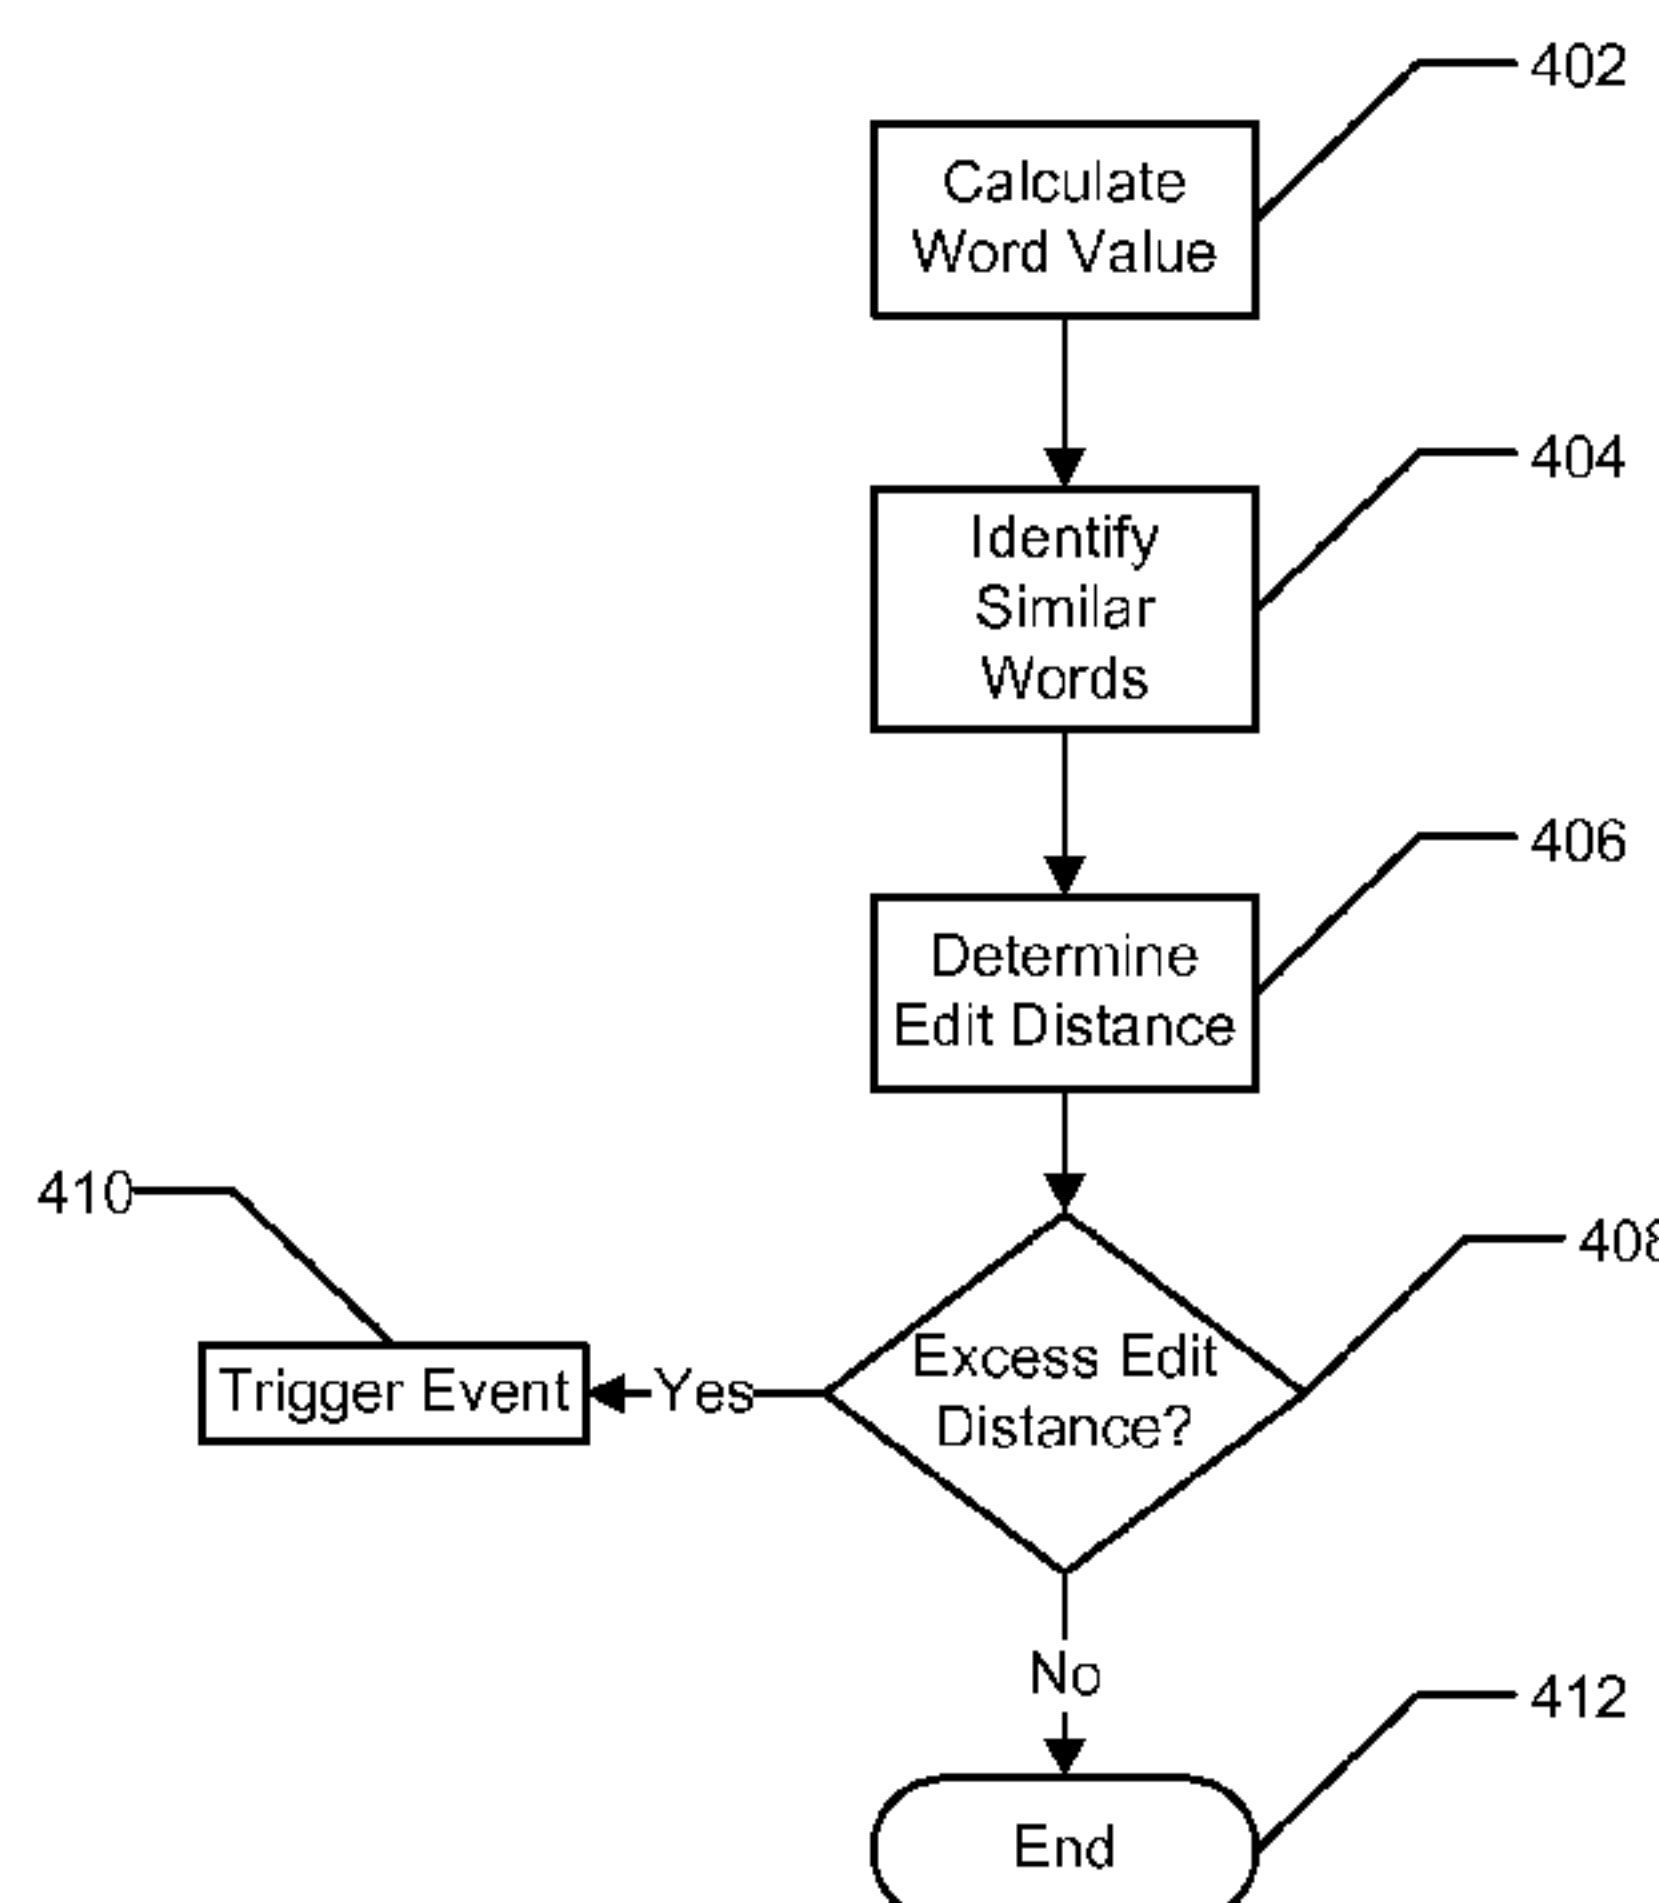 402
Calculate
Word Value
404
Identify
Similar
Words
406
Determine
Edit Distance
410
408
Excess Edit
Distance?
Yes
Trigger Event
No
412
End